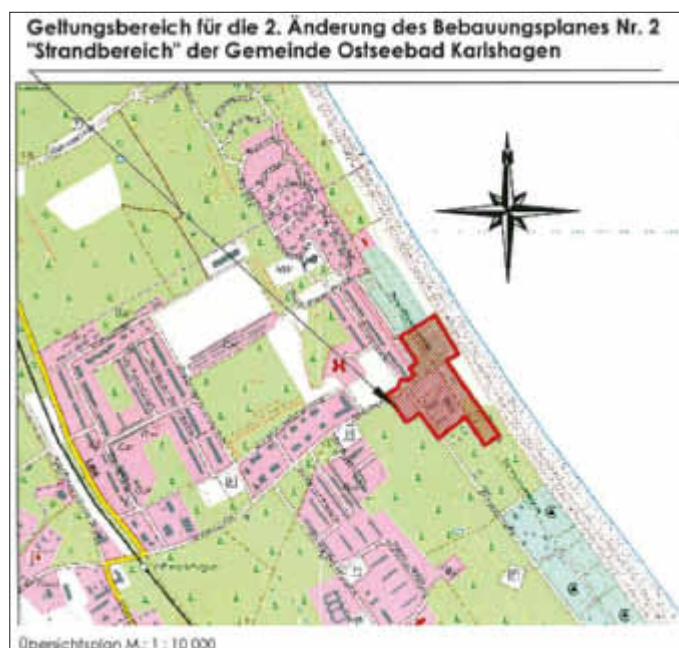 Geltungsbereich für die 2. Änderung des Bebauungsplanes Nr. 2
"Strandbereich" der Gemeinde Ostseebad Karlshagen
N
Übersichtsplan M.: 1 : 10 000